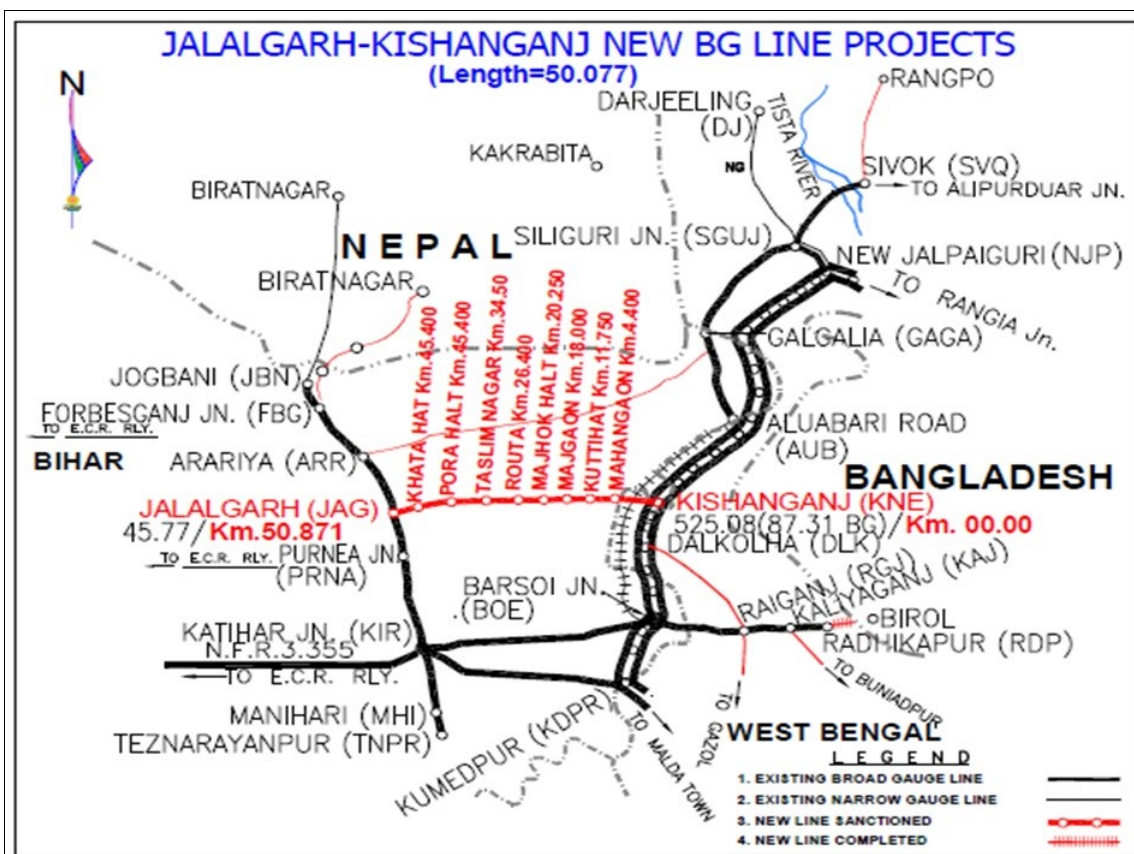 JALALGARH-KISHANGANJ NEW BG LINE PROJECTS
(Length=50.077)
N
RANGPO
DARJEELING
(DJ)
TISTA RIVER
KAKRABITA
NG
SIVOK (SVQ)
TO ALIPURDUAR JN.
BIRATNAGAR
NEPAL
SILIGURI JN. (SGUJ)
NEW JALPAIGURI (NJP)
BIRATNAGAR
TO RANGIA Jn.
KHATA HAT Km.45.400
PORA HALT Km.45.400
TASLIM NAGAR Km.34.50
ROUTA Km.26.400
MAJHOK HALT Km.20.250
MAJGAON Km.18.000
KUTTIHAT Km.11.750
MAHANGAON Km.4.400
GALGALIA (GAGA)
JOGBANI (JBN)
FORBESGANJ JN. (FBG)
TO E.C.R. RLY.
BIHAR
ARARIYA (ARR)
ALUABARI ROAD
(AUB)
BANGLADESH
JALALGARH (JAG)
45.77/Km.50.871
KISHANGANJ (KNE)
525.08(87.31 BG)/Km. 00.00
TO E.C.R. RLY.
PURNEA JN.
(PRNA)
DALKOLHA (DLK)
BARSOI JN.
.(BOE)
RAIGANJ (RGJ)
KALIYAGANJ (KAJ)
BIROL
RADHIKAPUR (RDP)
KATIHAR JN. (KIR)
N.F.R.3.355
TO E.C.R. RLY.
TO BUNIADPUR
MANIHARI (MHI)
TEZNARAYANPUR (TNPR)
KUMEDPUR (KDPR)
TO MALDA TOWN
TO GAZOL
WEST BENGAL
LEGEND
1. EXISTING BROAD GAUGE LINE
2. EXISTING NARROW GAUGE LINE
3. NEW LINE SANCTIONED
4. NEW LINE COMPLETED